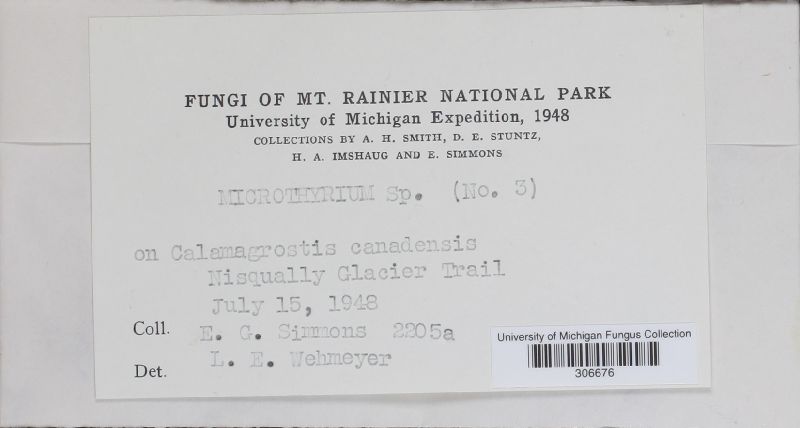 FUNGI OF MT. RAINIER NATIONAL PARK
University of Michigan Expedition, 1948
COLLECTIONS BY A. H. SMITH, D. E. STUNTZ,
H. A. IMSHAUG AND E. SIMMONS
MICROTHYRIUM Sp. (No. 3)
on Calamagrostis canadensis
Nisqually Glacier Trail
July 15, 1948
Coll. E. G. Simmons 2205a
Det. L. E. Wehmeyer
University of Michigan Fungus Collection
306676